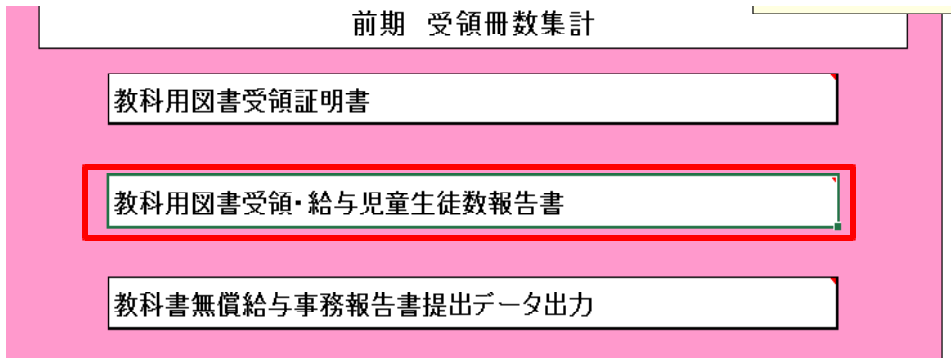 前期 受領冊数集計
教科用図書受領証明書
教科用図書受領・給与児童生徒数報告書
教科書無償給与事務報告書提出データ出力